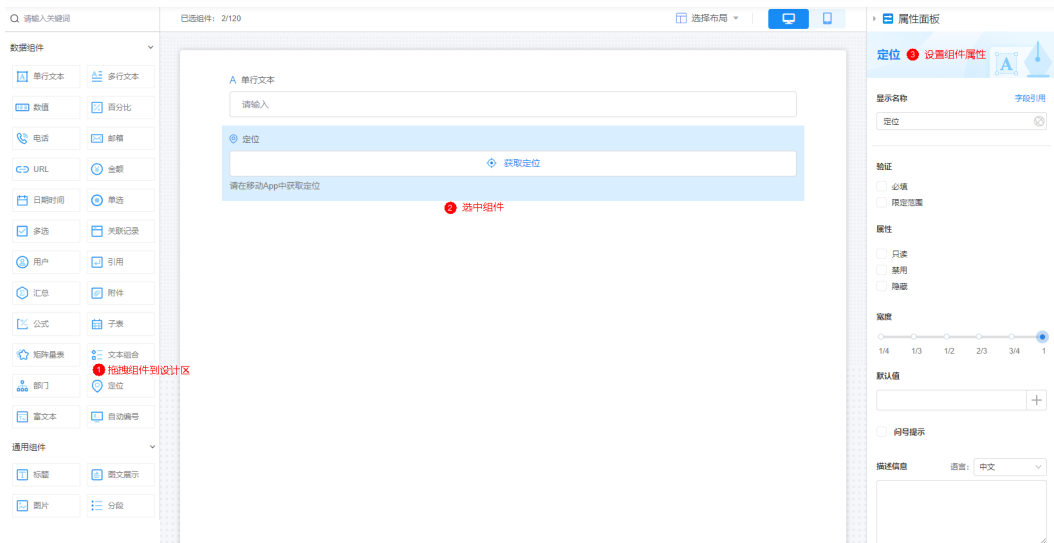 请输入关键词
已选组件: 2/120
选择布局
属性面板
数据组件
单行文本
多行文本
数值
百分比
电话
邮箱
URL
金额
日期时间
单选
多选
关联记录
用户
引用
汇总
附件
公式
子表
矩阵量表
文本组合
1 拖拽组件到设计区
部门
定位
富文本
自动编号
通用组件
标题
图文展示
图片
分段
A 单行文本
请输入
定位
获取定位
请在移动App中获取定位
2 选中组件
定位 3 设置组件属性
A
显示名称
字段引用
定位
验证
必填
限定范围
属性
只读
禁用
隐藏
宽度
1/4 1/3 1/2 2/3 3/4 1
默认值
问号提示
描述信息
语言: 中文